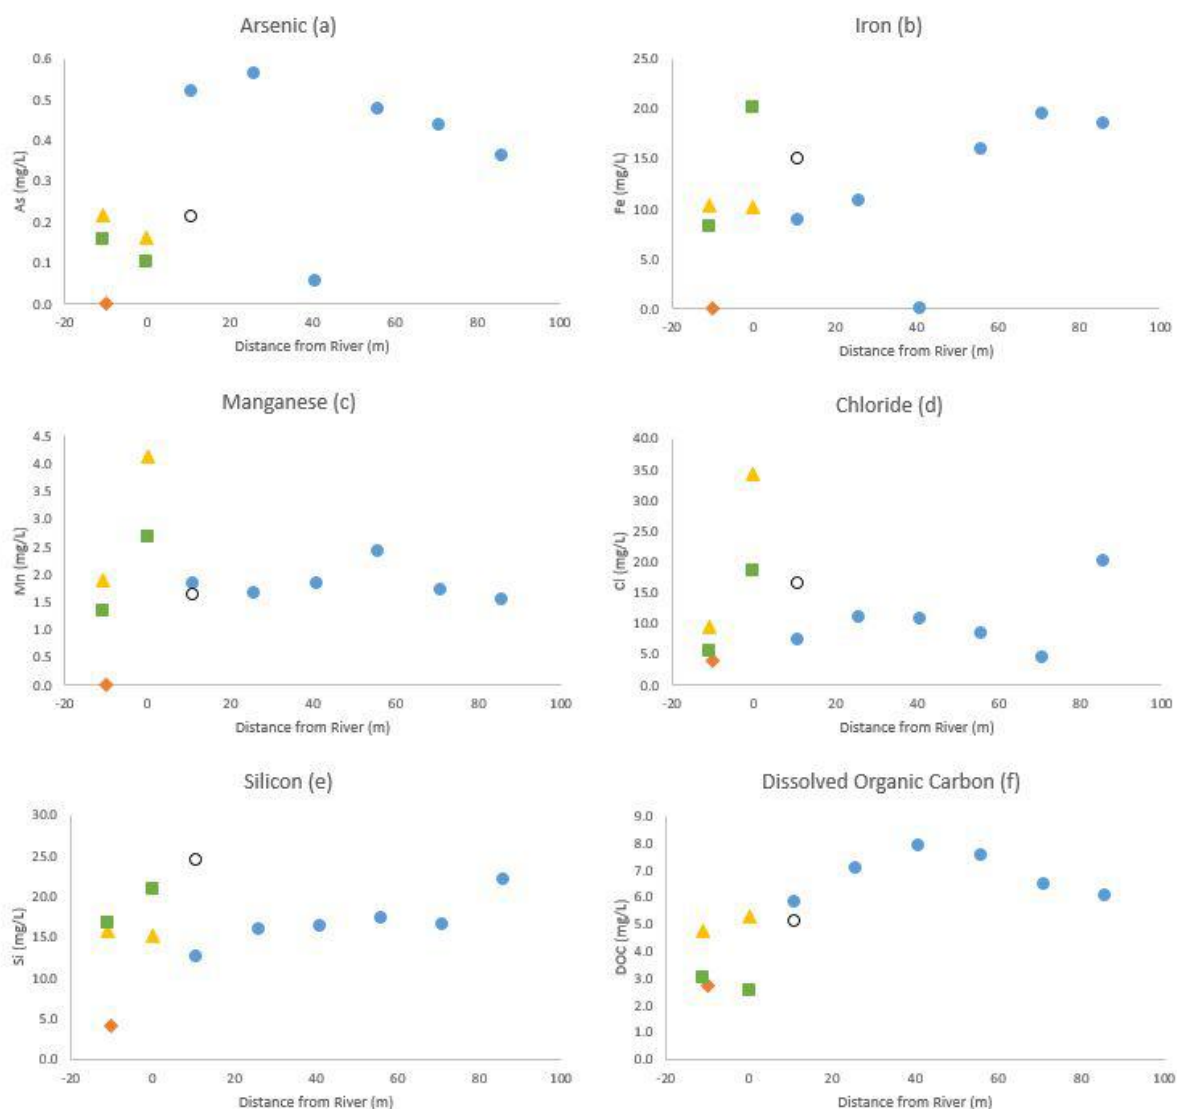 Arsenic (a)
0.6
0.5
0.4
0.3
0.2
0.1
0.0
As (mg/L)
-20 0 20 40 60 80 100
Distance from River (m)
Iron (b)
25.0
20.0
15.0
10.0
5.0
0.0
Fe (mg/L)
-20 0 20 40 60 80 100
Distance from River (m)
Manganese (c)
4.5
4.0
3.5
3.0
2.5
2.0
1.5
1.0
0.5
0.0
Mn (mg/L)
-20 0 20 40 60 80 100
Distance from River (m)
Chloride (d)
40.0
35.0
30.0
25.0
20.0
15.0
10.0
5.0
0.0
Cl (mg/L)
-20 0 20 40 60 80 100
Distance from River (m)
Silicon (e)
30.0
25.0
20.0
15.0
10.0
5.0
0.0
Si (mg/L)
-20 0 20 40 60 80 100
Distance from River (m)
Dissolved Organic Carbon (f)
9.0
8.0
7.0
6.0
5.0
4.0
3.0
2.0
1.0
0.0
DOC (mg/L)
-20 0 20 40 60 80 100
Distance from River (m)